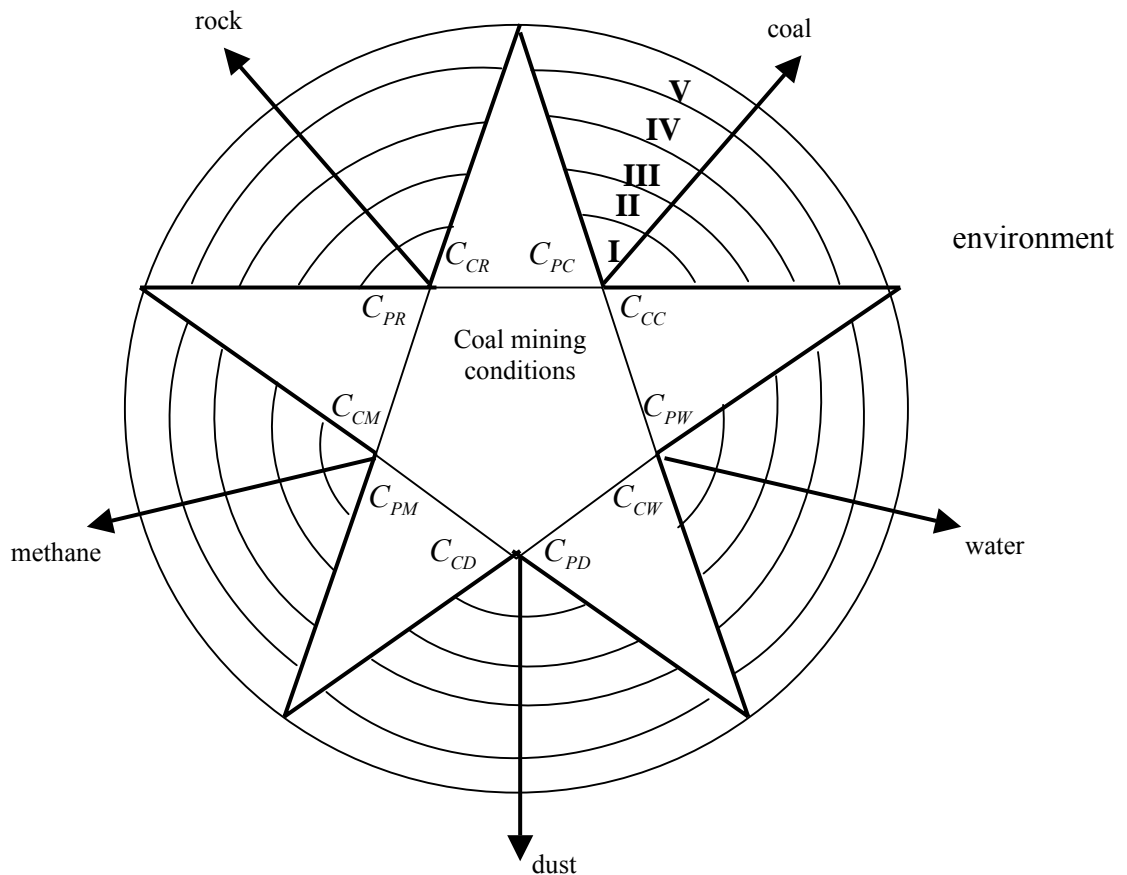 rock
coal
V
IV
III
II
I
environment
C_CR
C_PC
C_PR
C_CC
Coal mining
conditions
C_CM
C_PW
C_PM
C_CW
methane
water
C_CD
C_PD
dust